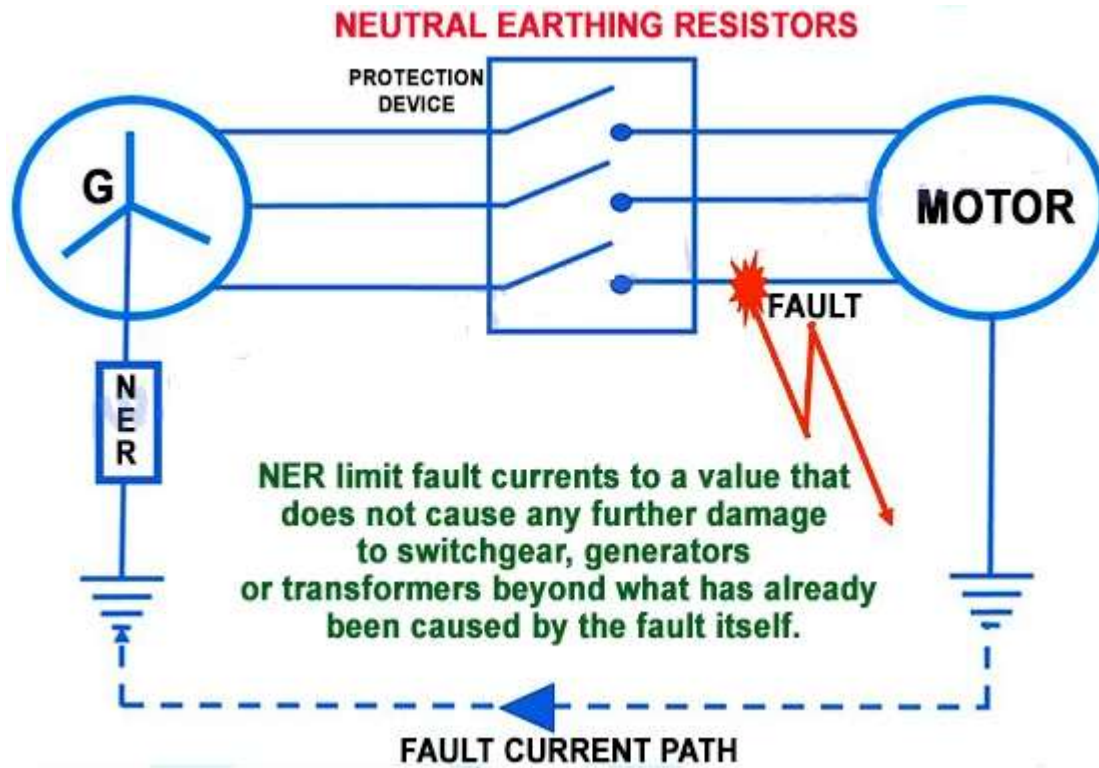 NEUTRAL EARTHING RESISTORS
PROTECTION
DEVICE
G
MOTOR
FAULT
N
E
R
NER limit fault currents to a value that
does not cause any further damage
to switchgear, generators
or transformers beyond what has already
been caused by the fault itself.
FAULT CURRENT PATH